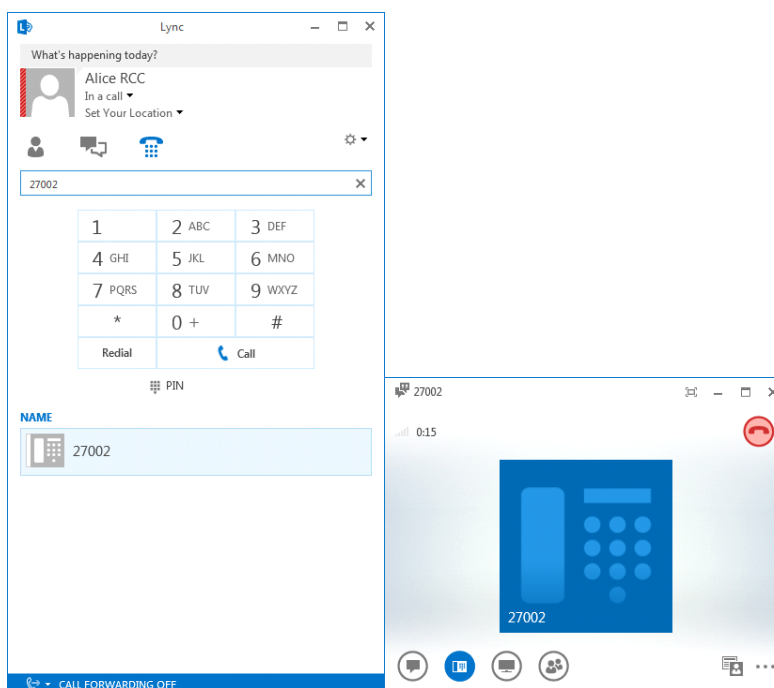 Lync
What's happening today?
Alice RCC
In a call
Set Your Location
27002
1 2 ABC 3 DEF
4 GHI 5 JKL 6 MNO
7 PQRS 8 TUV 9 WXYZ
* 0 + #
Redial Call
PIN
NAME
27002
CALL FORWARDING OFF
27002
0:15
27002